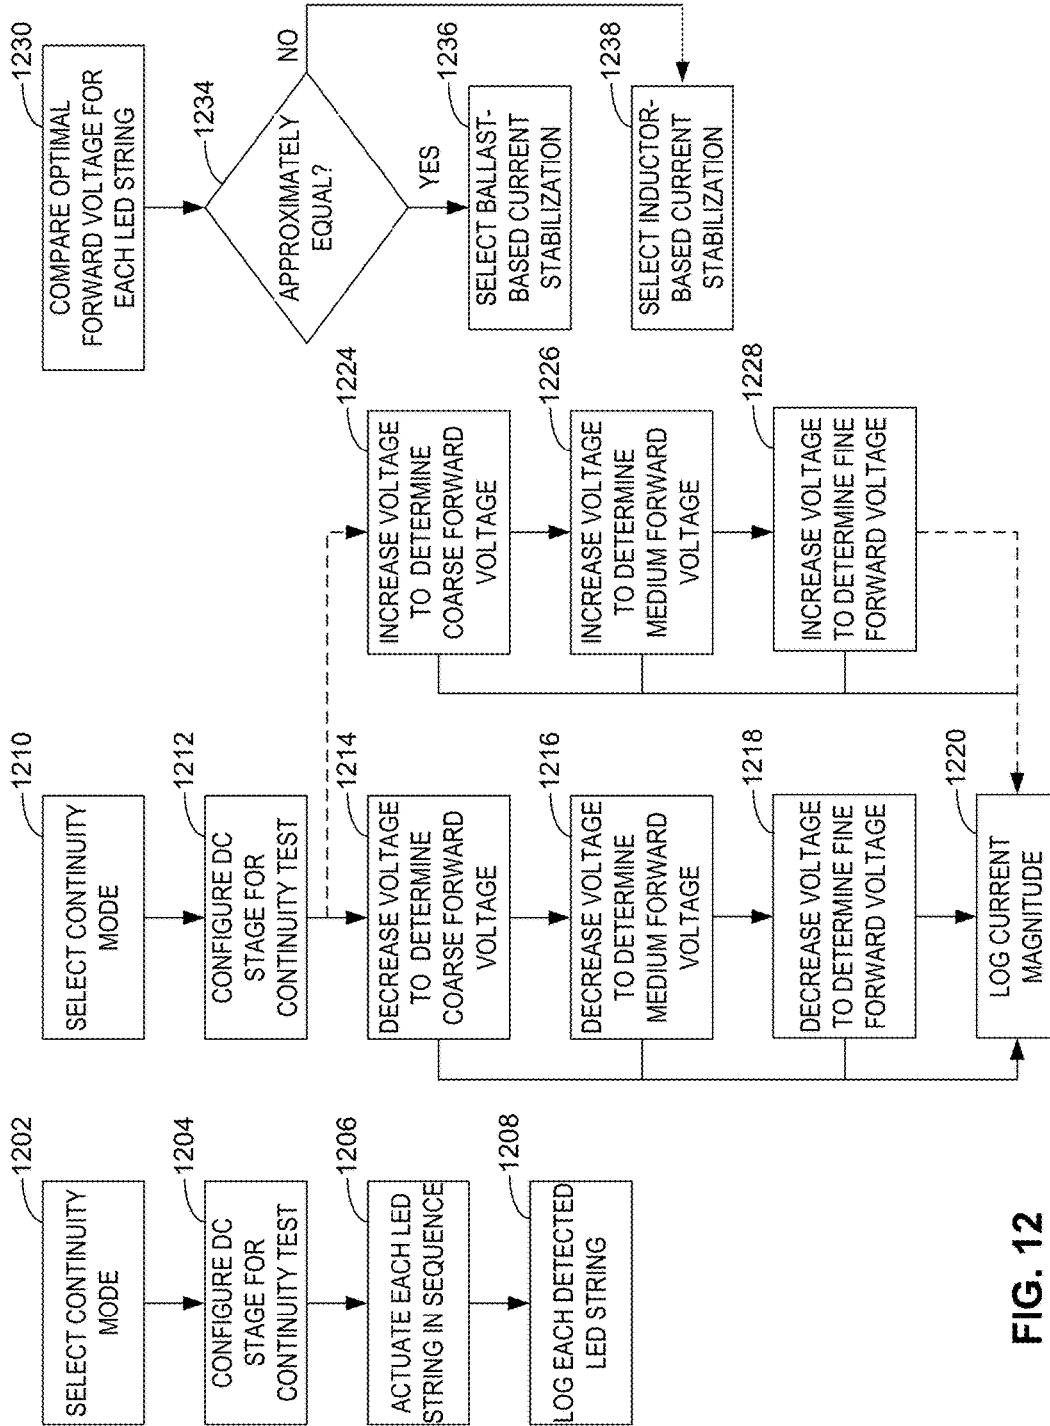 1202
SELECT CONTINUITY
MODE
1204
CONFIGURE DC
STAGE FOR
CONTINUITY TEST
1206
ACTUATE EACH LED
STRING IN SEQUENCE
1208
LOG EACH DETECTED
LED STRING
1210
SELECT CONTINUITY
MODE
1212
CONFIGURE DC
STAGE FOR
CONTINUITY TEST
1214
DECREASE VOLTAGE
TO DETERMINE
COARSE FORWARD
VOLTAGE
1216
DECREASE VOLTAGE
TO DETERMINE
MEDIUM FORWARD
VOLTAGE
1218
DECREASE VOLTAGE
TO DETERMINE FINE
FORWARD VOLTAGE
1220
LOG CURRENT
MAGNITUDE
1224
INCREASE VOLTAGE
TO DETERMINE
COARSE FORWARD
VOLTAGE
1226
INCREASE VOLTAGE
TO DETERMINE
MEDIUM FORWARD
VOLTAGE
1228
INCREASE VOLTAGE
TO DETERMINE FINE
FORWARD VOLTAGE
1230
COMPARE OPTIMAL
FORWARD VOLTAGE FOR
EACH LED STRING
1234
APPROXIMATELY
EQUAL?
NO
YES
1236
SELECT BALLAST-
BASED CURRENT
STABILIZATION
1238
SELECT INDUCTOR-
BASED CURRENT
STABILIZATION
FIG. 12